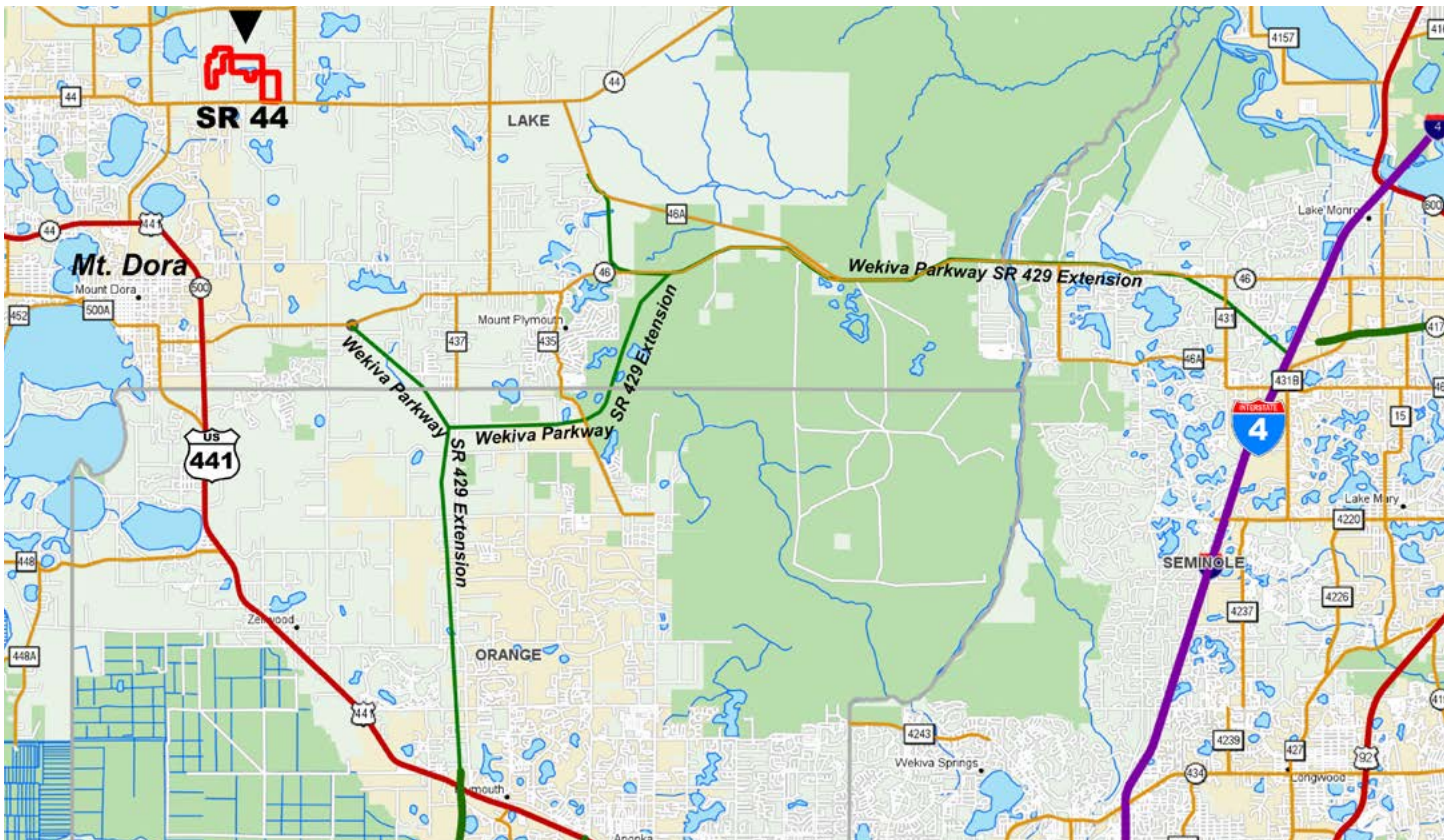 4157
44
44
SR 44
LAKE
4
46A
Lake Monro
600
44
441
Mt. Dora
Mount Dora
500
46
Wekiva Parkway SR 429 Extension
46
452
500A
Mount Plymouth
437
435
431
417
Wekiva Parkway
SR 429 Extension
46A
431B
Wekiva Parkway
15
INTERSTATE
4
US
441
SR 429 Extension
Lake Mary
4220
448
SEMINOLE
4226
4237
Zellwood
448A
ORANGE
441
4243
4239
427
92
Wekiva Springs
434
Longwood
mouth
Apopka